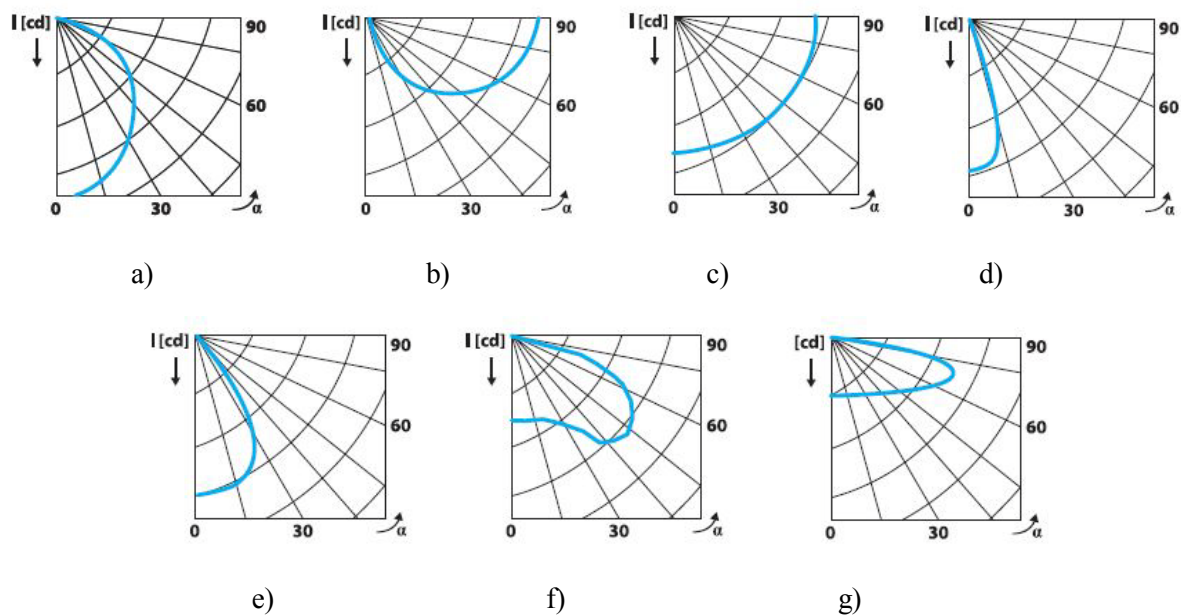 I [cd] 90 I [cd] 90 I [cd] 90 I [cd] 90
60 60 60 60
0 30 α 0 30 α 0 30 α 0 30 α
a) b) c) d)
I [cd] 90 I [cd] 90 [cd] 90
60 60 60
0 30 α 0 30 α 0 30 α
e) f) g)